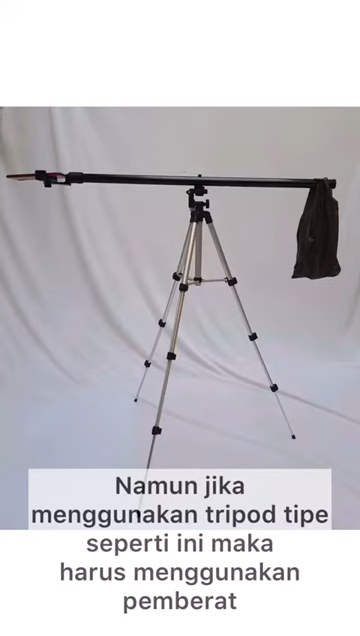 Namun jika
menggunakan tripod tipe
seperti ini maka
harus menggunakan
pemberat